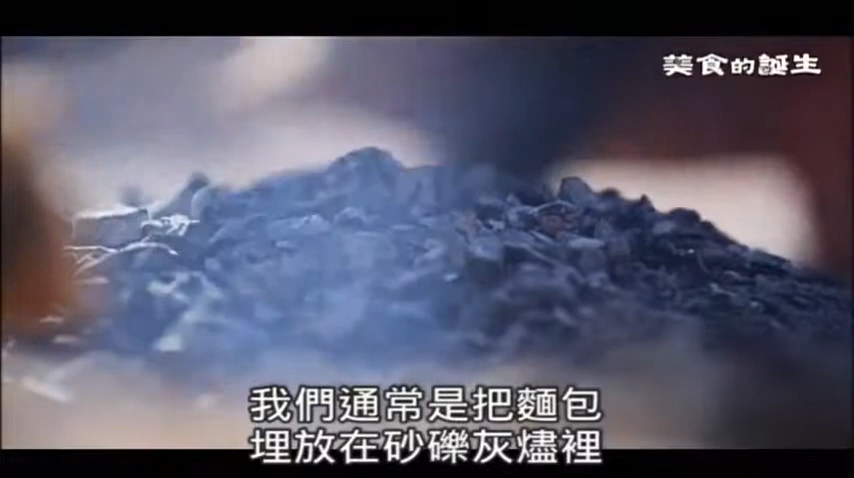 美食的誕生
我們通常是把麵包
埋放在砂礫灰燼裡